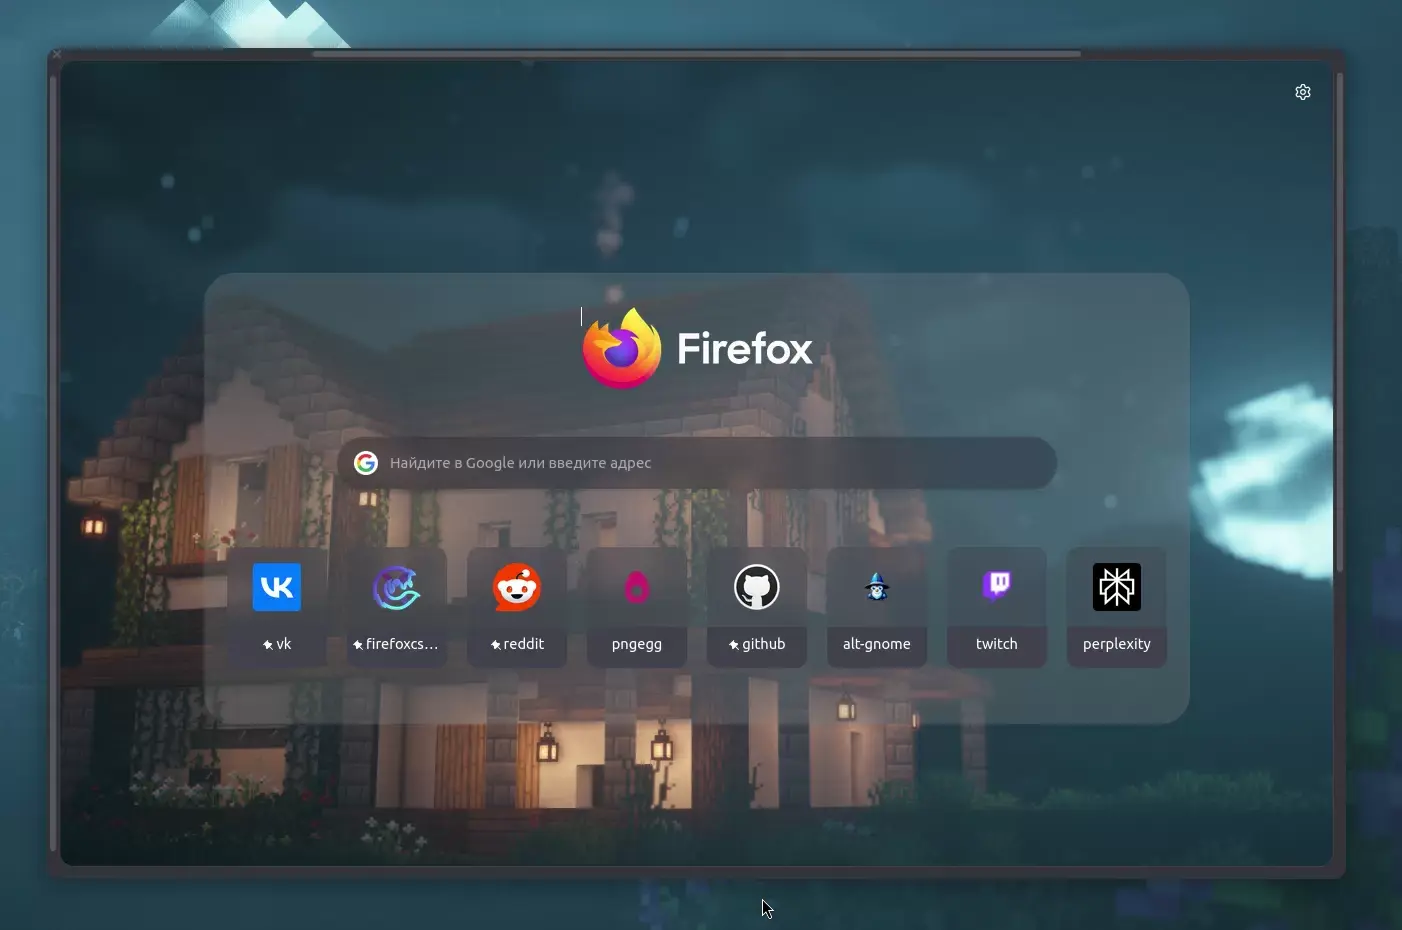 Firefox
Найдите в Google или введите адрес
vk
firefoxcs...
reddit
pngegg
github
alt-gnome
twitch
perplexity